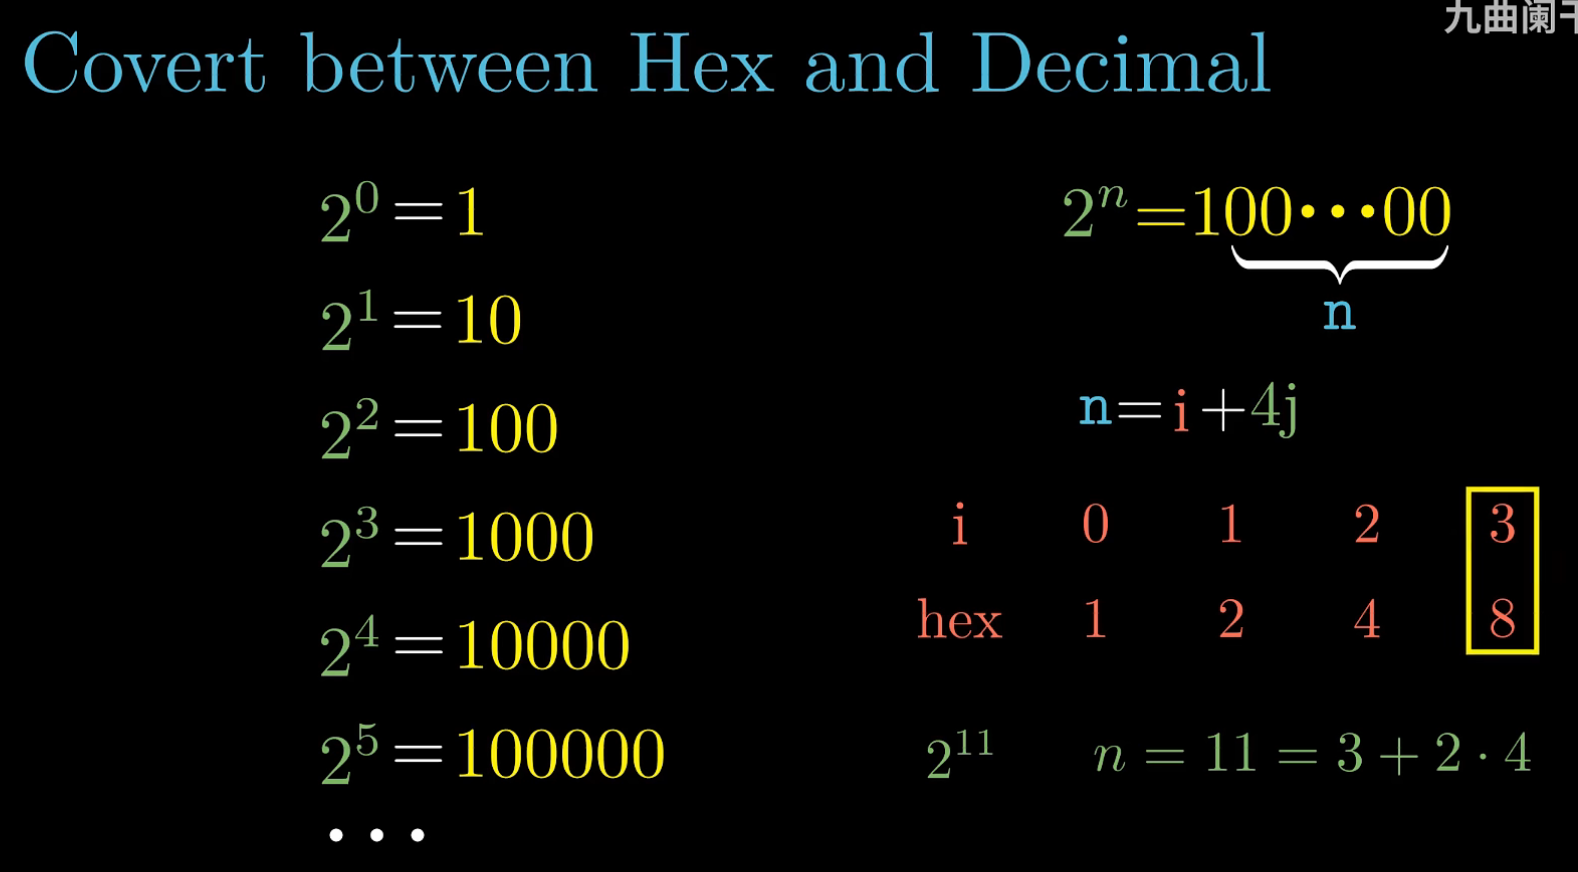 九曲阑干
Covert between Hex and Decimal
2^0 = 1
2^1 = 10
2^2 = 100
2^3 = 1000
2^4 = 10000
2^5 = 100000
...
2^n = 100···00
n
n = i + 4j
i 0 1 2 3
hex 1 2 4 8
2^11 n = 11 = 3 + 2 · 4